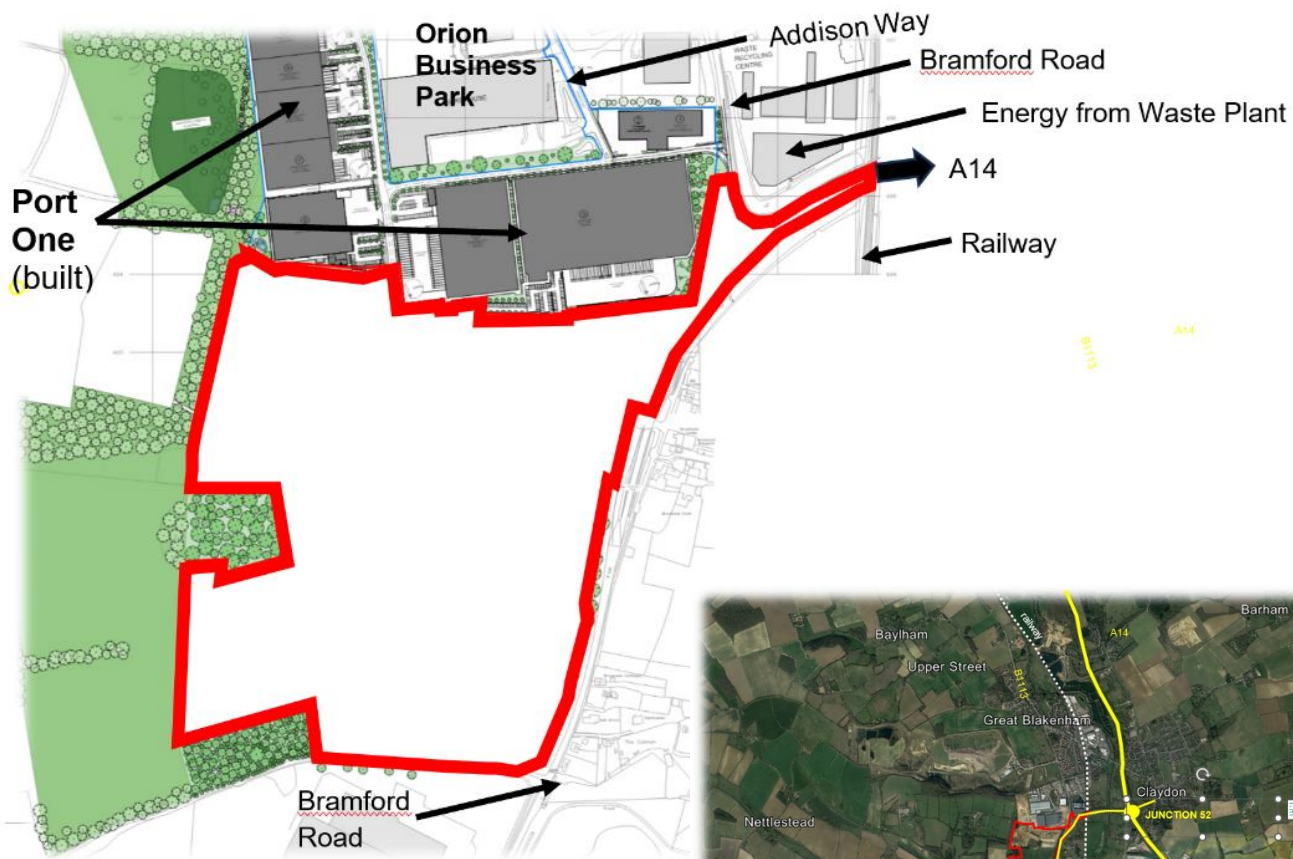 Orion
Business
Park
Addison Way
Bramford Road
WASTE
RECYCLING
CENTRE
Energy from Waste Plant
A14
Port
One
(built)
Railway
A14
B1113
Bramford
Road
Barham
railway
A14
Baylham
Upper Street
B1113
Great Blakenham
Claydon
JUNCTION 52
Nettlestead